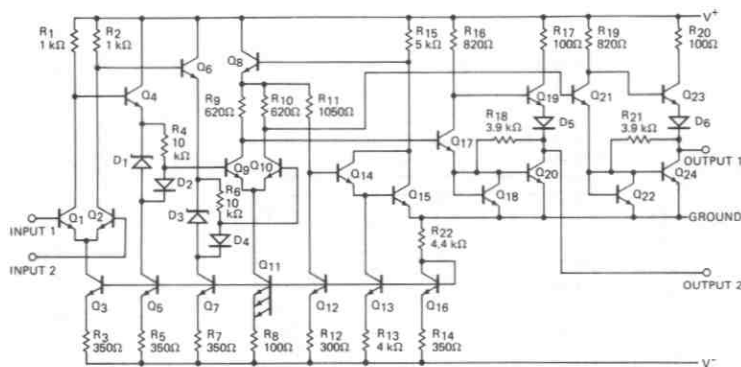 R1 1 kΩ
R2 1 kΩ
R15 5 kΩ
R16 820Ω
R17 100Ω
R19 820Ω
R20 100Ω
V+
Q8
Q6
Q4
R9 620Ω
R10 620Ω
R11 1050Ω
Q19
Q21
Q23
R4 10 kΩ
R18 3.9 kΩ
D5
R21 3.9 kΩ
D6
Q17
OUTPUT 1
D1
D2
Q9
Q10
Q14
Q20
Q24
R6 10 kΩ
Q15
Q18
Q22
Q1
Q2
D3
GROUND
INPUT 1
D4
R22 4.4 kΩ
INPUT 2
Q11
OUTPUT 2
Q3
Q5
Q7
Q12
Q13
Q16
R3 350Ω
R5 350Ω
R7 350Ω
R8 100Ω
R12 300Ω
R13 4 kΩ
R14 350Ω
V−